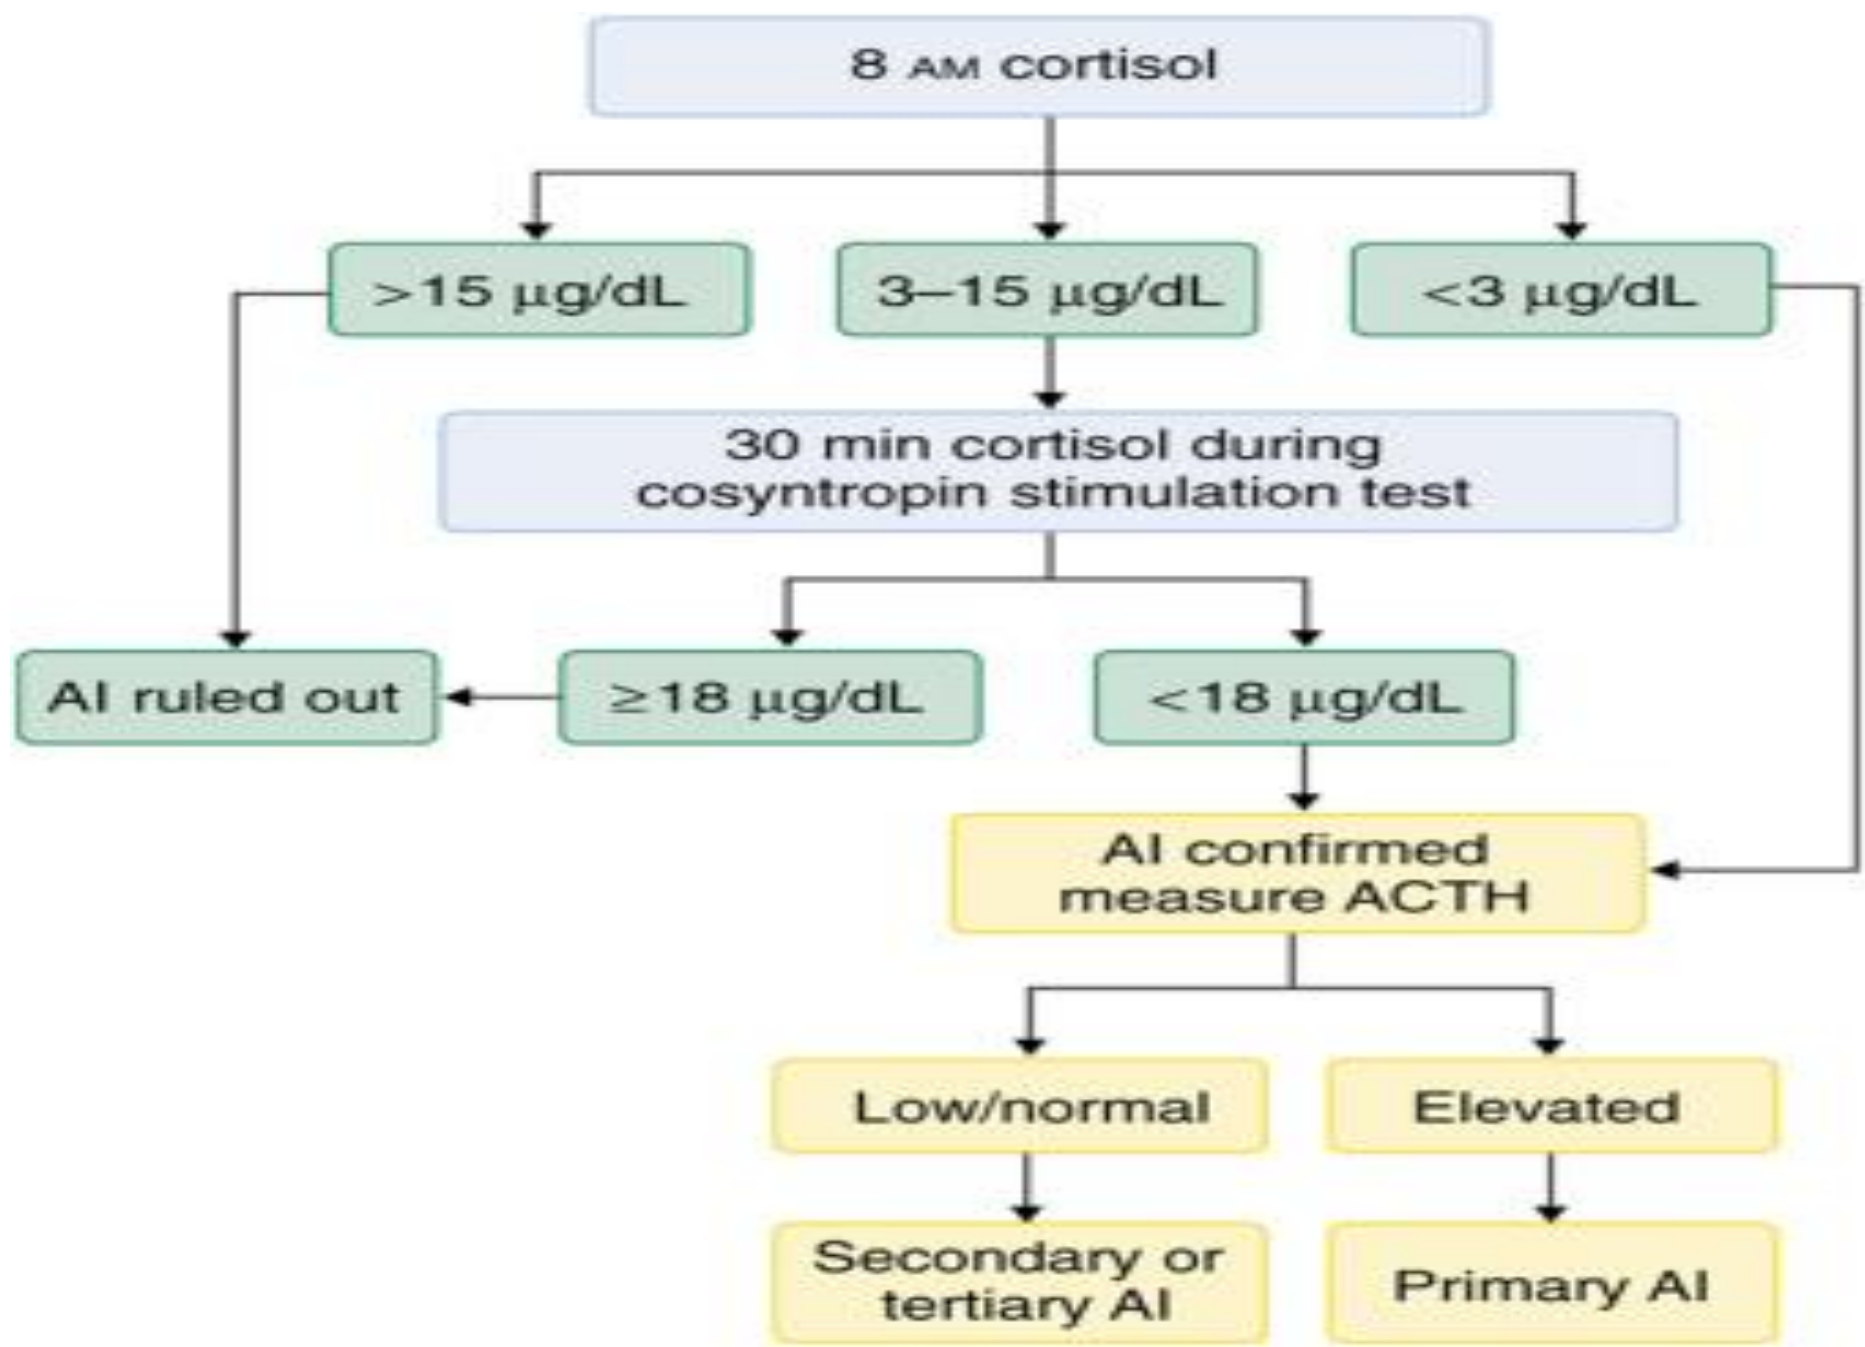 8 AM cortisol
>15 μg/dL
3–15 μg/dL
<3 μg/dL
30 min cortisol during
cosyntropin stimulation test
AI ruled out
≥18 μg/dL
<18 μg/dL
AI confirmed
measure ACTH
Low/normal
Elevated
Secondary or
tertiary AI
Primary AI